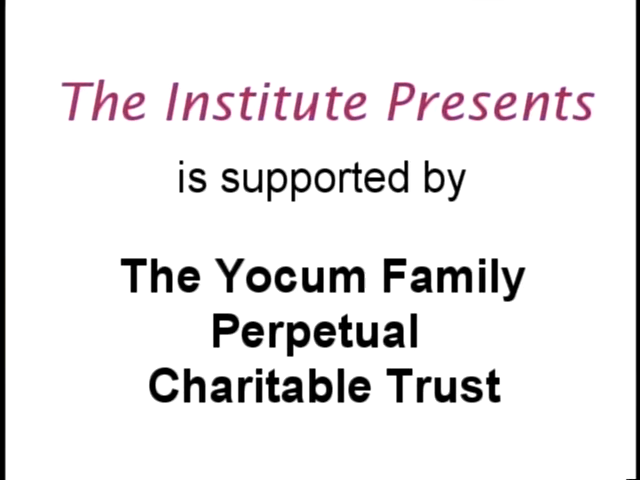 The Institute Presents
is supported by
The Yocum Family
Perpetual
Charitable Trust